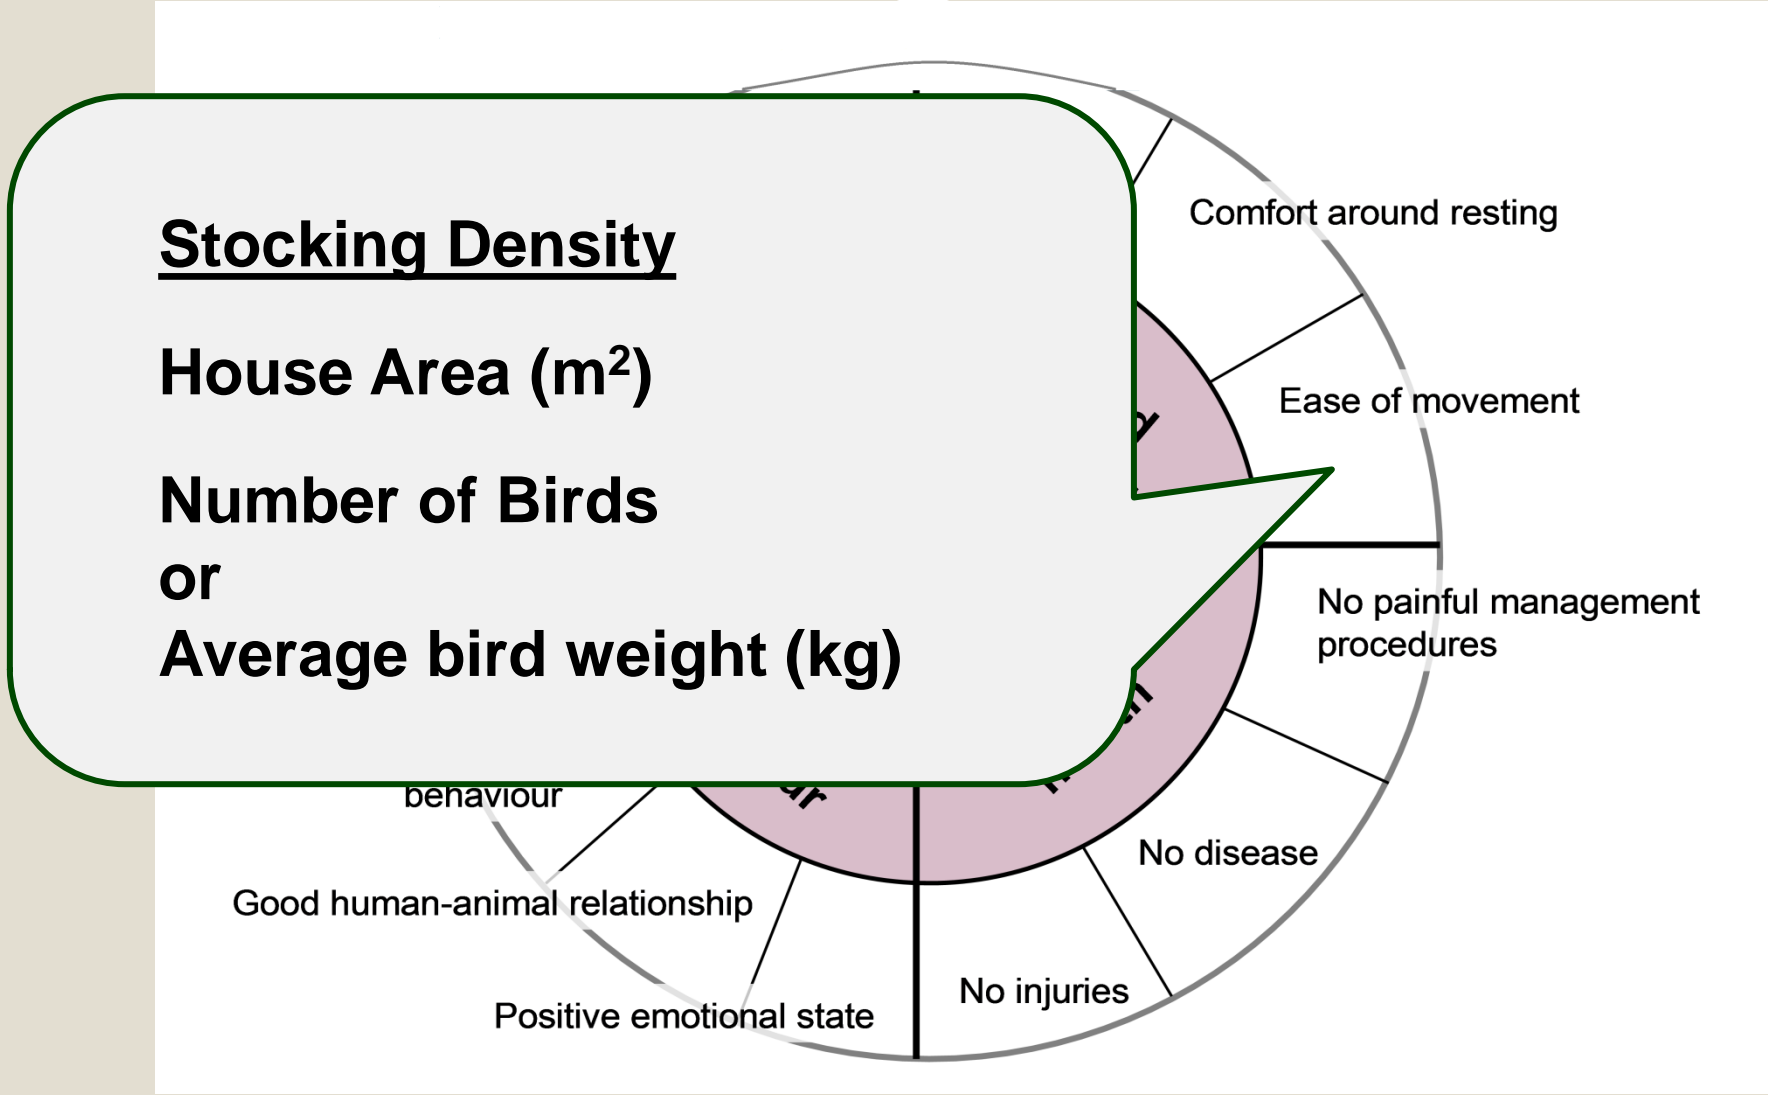 Stocking Density
House Area (m²)
Number of Birds
or
Average bird weight (kg)
Comfort around resting
Ease of movement
No painful management
procedures
No disease
No injuries
Positive emotional state
Good human-animal relationship
behaviour